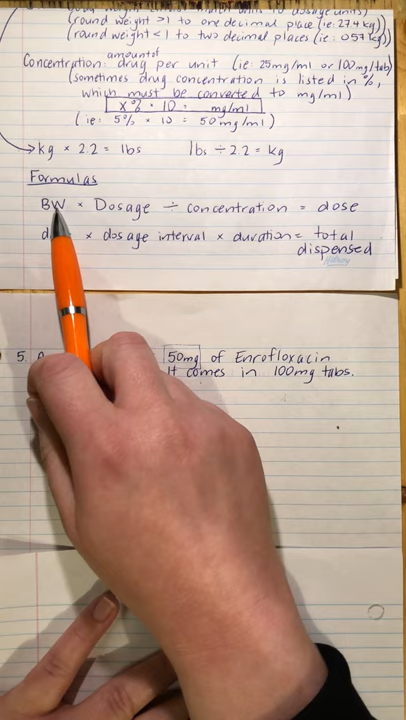 (round weight >1 to one decimal place (ie: 27.4 kg))
(round weight <1 to two decimal places (ie: 0.57 kg))
amount of
Concentration: drug per unit (ie: 25mg/ml or 100mg/tab)
(sometimes drug concentration is listed in %,
which must be converted to mg/ml)
X% × 10 = mg/ml
(ie: 5% × 10 = 50mg/ml)
kg × 2.2 = lbs lbs ÷ 2.2 = kg
Formulas
BW × Dosage ÷ concentration = dose
× dosage interval × duration = total
dispensed
Hilroy
5. 50mg of Enrofloxacin
It comes in 100mg tabs.